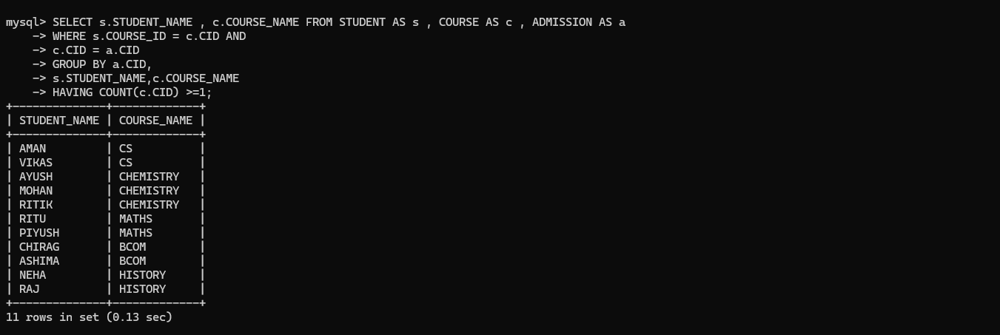 mysql> SELECT s.STUDENT_NAME , c.COURSE_NAME FROM STUDENT AS s , COURSE AS c , ADMISSION AS a
    -> WHERE s.COURSE_ID = c.CID AND
    -> c.CID = a.CID
    -> GROUP BY a.CID,
    -> s.STUDENT_NAME,c.COURSE_NAME
    -> HAVING COUNT(c.CID) >=1;
+--------------+-------------+
| STUDENT_NAME | COURSE_NAME |
+--------------+-------------+
| AMAN         | CS          |
| VIKAS        | CS          |
| AYUSH        | CHEMISTRY   |
| MOHAN        | CHEMISTRY   |
| RITIK        | CHEMISTRY   |
| RITU         | MATHS       |
| PIYUSH       | MATHS       |
| CHIRAG       | BCOM        |
| ASHIMA       | BCOM        |
| NEHA         | HISTORY     |
| RAJ          | HISTORY     |
+--------------+-------------+
11 rows in set (0.13 sec)